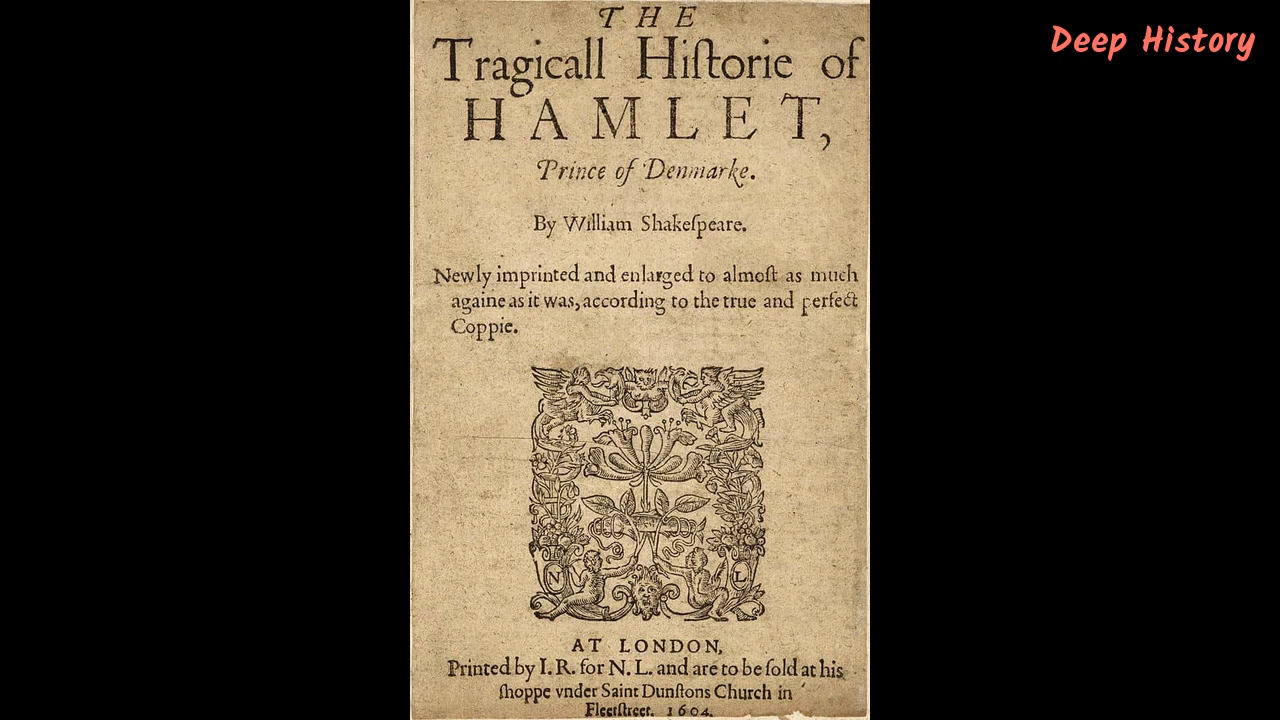 Deep History
THE
Tragicall Hiſtorie of
HAMLET,
Prince of Denmarke.
By William Shakeſpeare.
Newly imprinted and enlarged to almoſt as much
againe as it was, according to the true and perfect
Coppie.
N L
AT LONDON,
Printed by I. R. for N. L. and are to be ſold at his
ſhoppe vnder Saint Dunſtons Church in
Fleetſtreet. 1604.